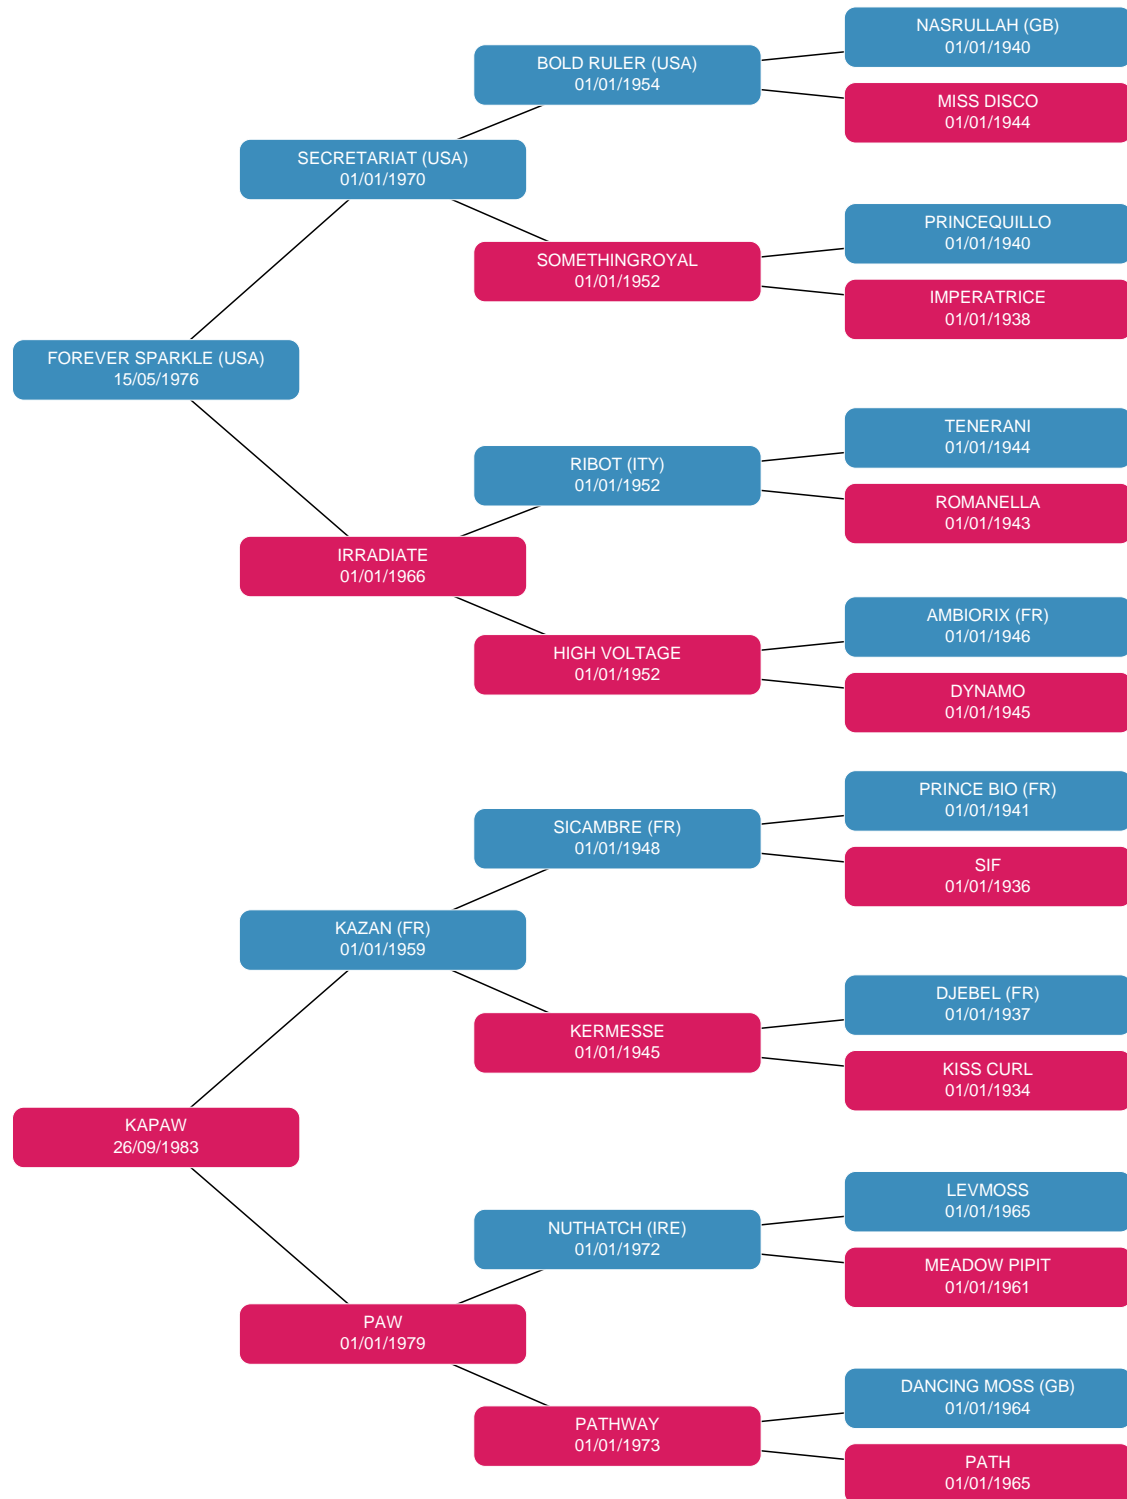 NASRULLAH (GB)
01/01/1940
BOLD RULER (USA)
01/01/1954
MISS DISCO
01/01/1944
SECRETARIAT (USA)
01/01/1970
PRINCEQUILLO
01/01/1940
SOMETHINGROYAL
01/01/1952
IMPERATRICE
01/01/1938
FOREVER SPARKLE (USA)
15/05/1976
TENERANI
01/01/1944
RIBOT (ITY)
01/01/1952
ROMANELLA
01/01/1943
IRRADIATE
01/01/1966
AMBIORIX (FR)
01/01/1946
HIGH VOLTAGE
01/01/1952
DYNAMO
01/01/1945
PRINCE BIO (FR)
01/01/1941
SICAMBRE (FR)
01/01/1948
SIF
01/01/1936
KAZAN (FR)
01/01/1959
DJEBEL (FR)
01/01/1937
KERMESSE
01/01/1945
KISS CURL
01/01/1934
KAPAW
26/09/1983
LEVMOSS
01/01/1965
NUTHATCH (IRE)
01/01/1972
MEADOW PIPIT
01/01/1961
PAW
01/01/1979
DANCING MOSS (GB)
01/01/1964
PATHWAY
01/01/1973
PATH
01/01/1965